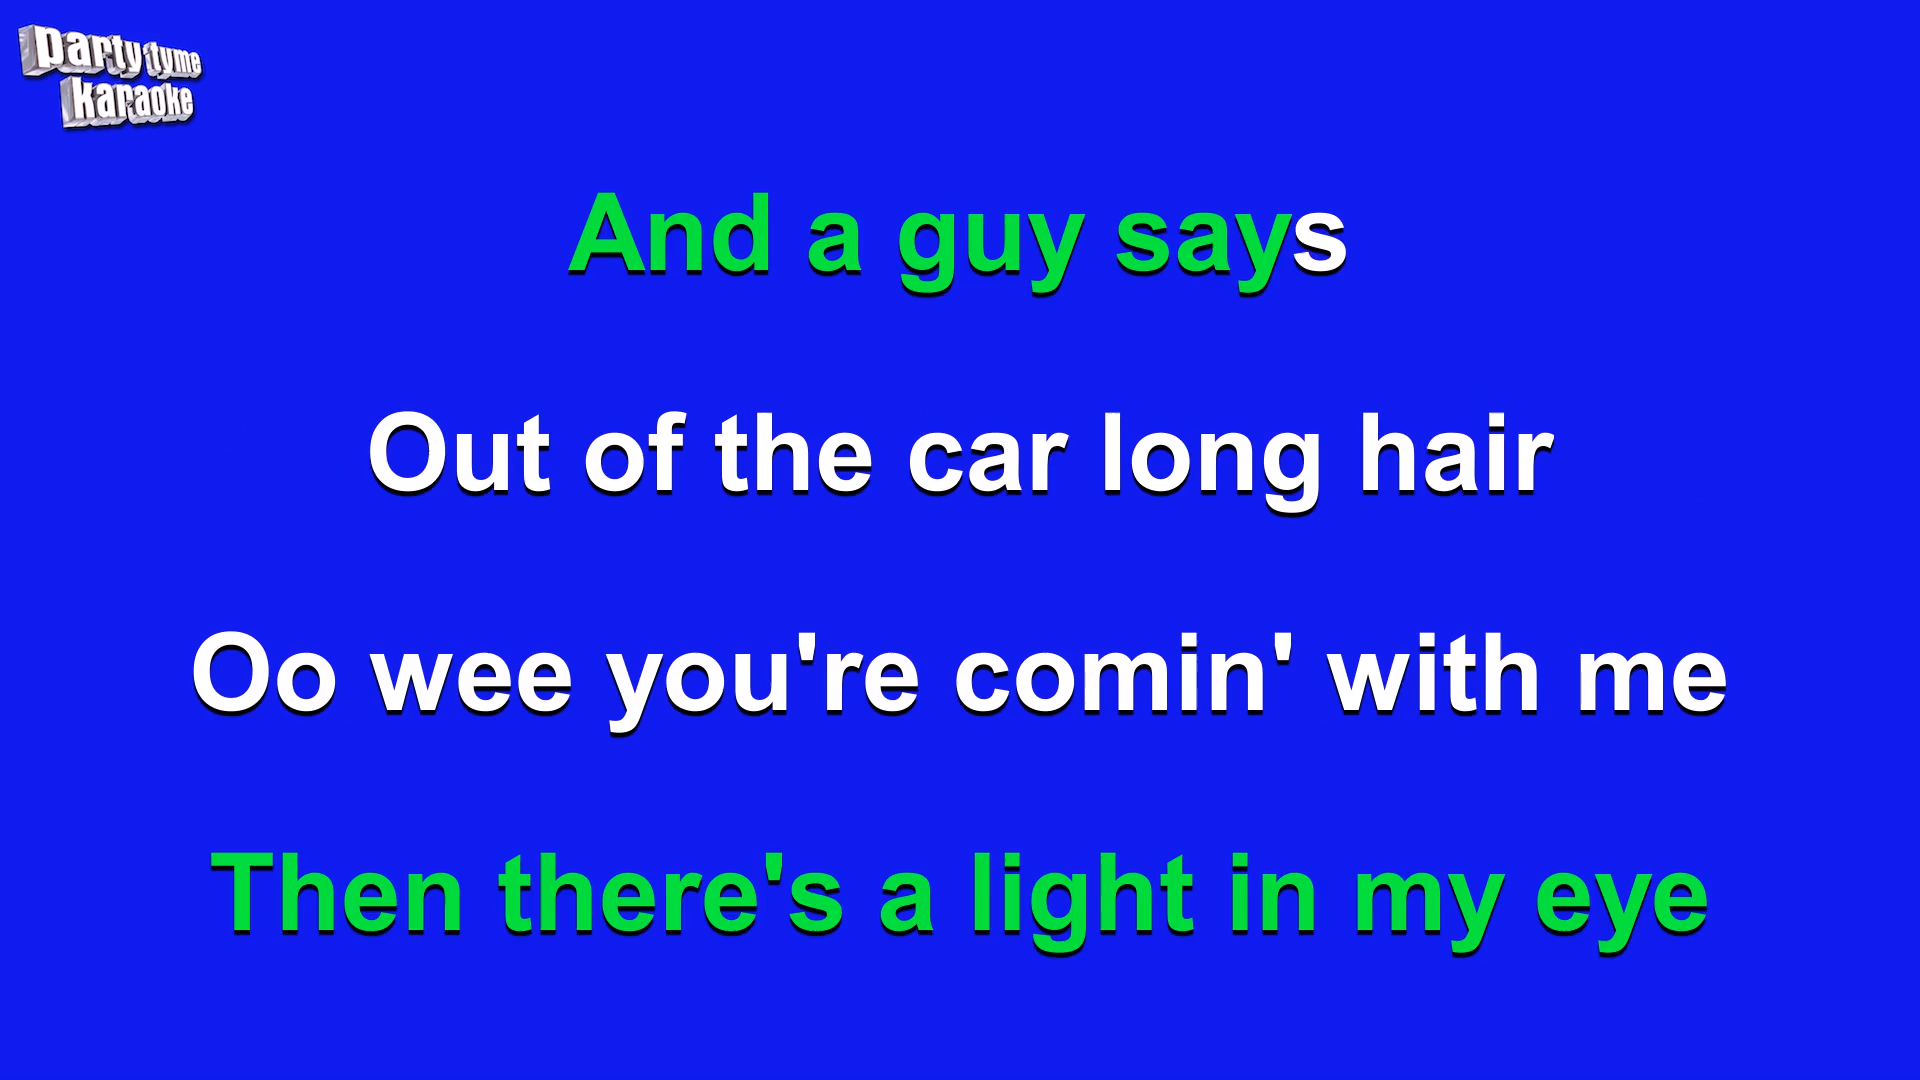 party tyme
karaoke
And a guy says
Out of the car long hair
Oo wee you're comin' with me
Then there's a light in my eye